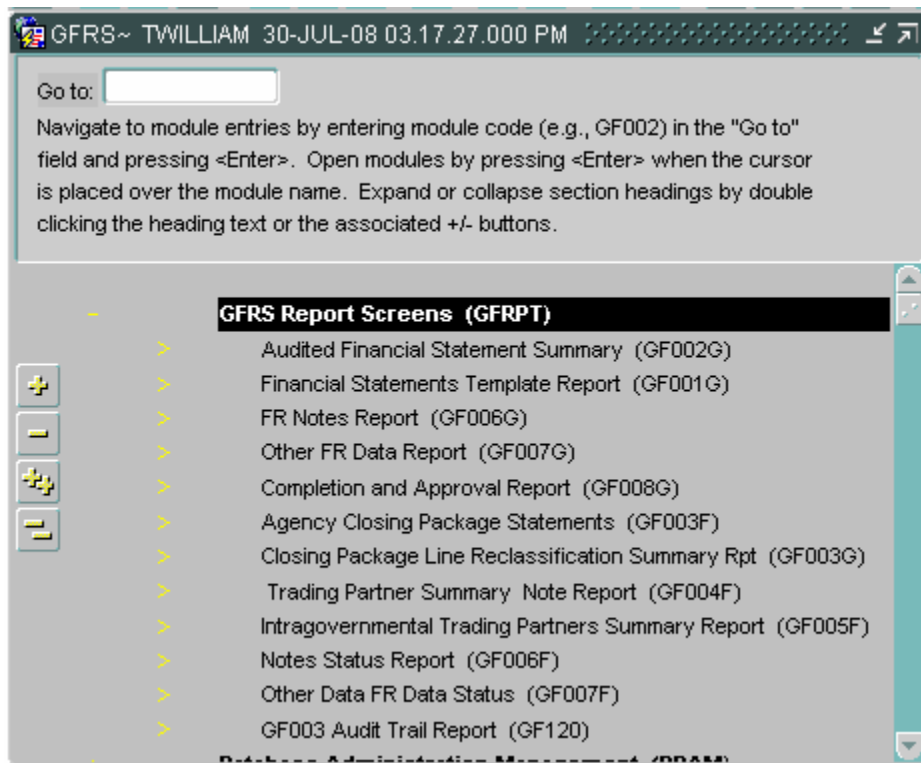 GFRS~ TWILLIAM 30-JUL-08 03.17.27.000 PM
Go to:
Navigate to module entries by entering module code (e.g., GF002) in the "Go to"
field and pressing <Enter>. Open modules by pressing <Enter> when the cursor
is placed over the module name. Expand or collapse section headings by double
clicking the heading text or the associated +/- buttons.
- GFRS Report Screens (GFRPT)
> Audited Financial Statement Summary (GF002G)
> Financial Statements Template Report (GF001G)
> FR Notes Report (GF006G)
> Other FR Data Report (GF007G)
> Completion and Approval Report (GF008G)
> Agency Closing Package Statements (GF003F)
> Closing Package Line Reclassification Summary Rpt (GF003G)
> Trading Partner Summary Note Report (GF004F)
> Intragovernmental Trading Partners Summary Report (GF005F)
> Notes Status Report (GF006F)
> Other Data FR Data Status (GF007F)
> GF003 Audit Trail Report (GF120)
Database Administration Management